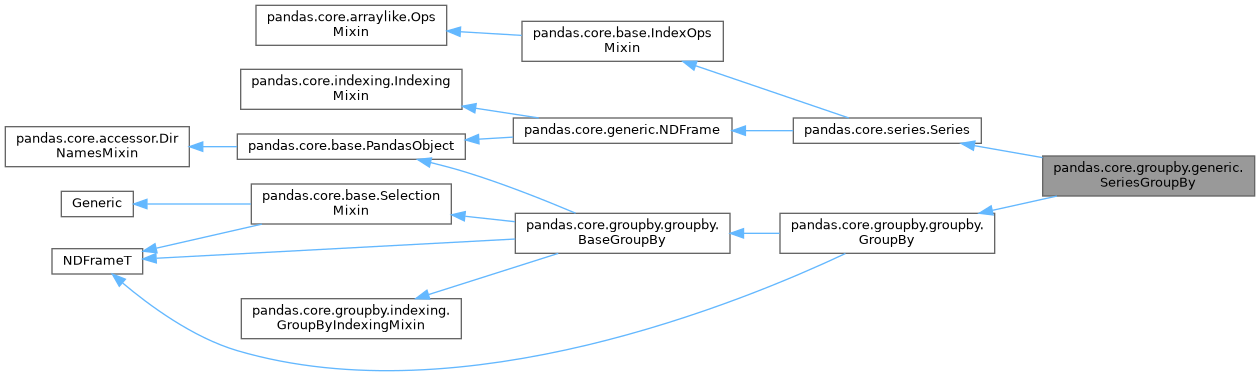 pandas.core.arraylike.Ops
Mixin
pandas.core.base.IndexOps
Mixin
pandas.core.indexing.Indexing
Mixin
pandas.core.generic.NDFrame
pandas.core.series.Series
pandas.core.accessor.Dir
NamesMixin
pandas.core.base.PandasObject
pandas.core.groupby.generic.
SeriesGroupBy
Generic
pandas.core.base.Selection
Mixin
pandas.core.groupby.groupby.
BaseGroupBy
pandas.core.groupby.groupby.
GroupBy
NDFrameT
pandas.core.groupby.indexing.
GroupByIndexingMixin